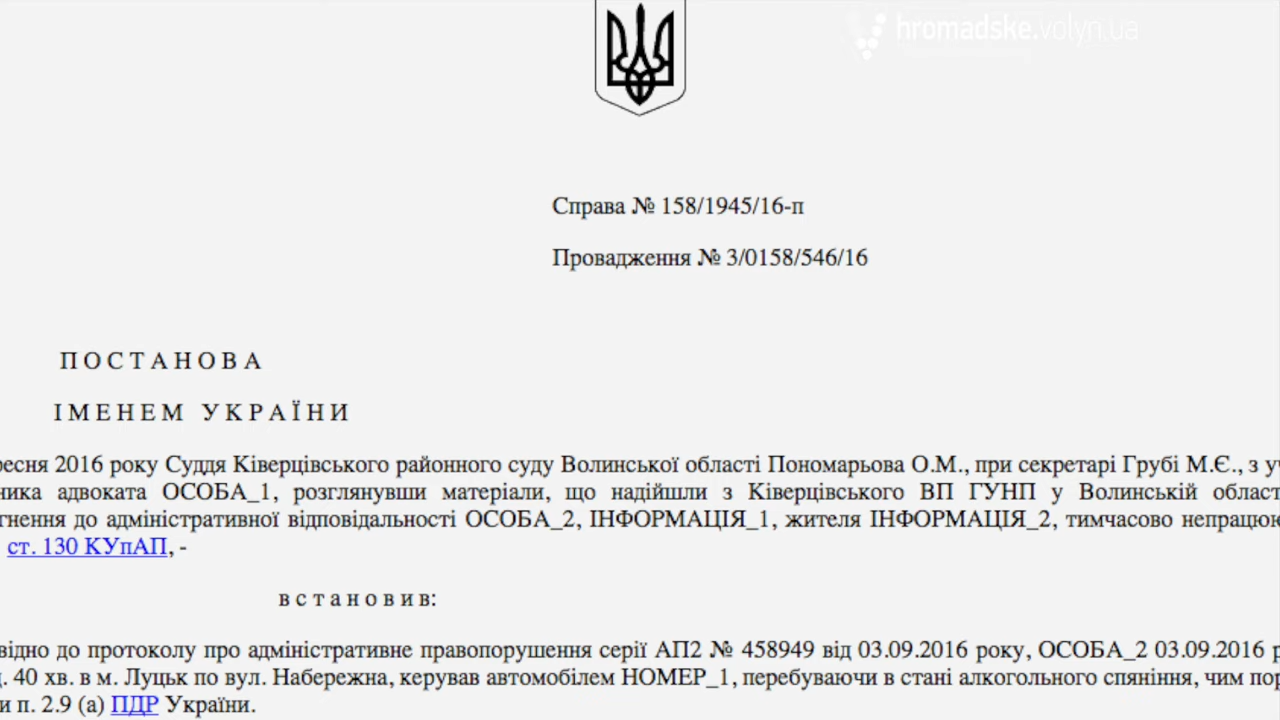 hromadske.volyn.ua
Справа № 158/1945/16-п
Провадження № 3/0158/546/16
П О С Т А Н О В А
І М Е Н Е М У К Р А Ї Н И
ресня 2016 року Суддя Ківерцівського районного суду Волинської області Пономарьова О.М., при секретарі Грубі М.Є., з у
ника адвоката ОСОБА_1, розглянувши матеріали, що надійшли з Ківерцівського ВП ГУНП у Волинській област
гнення до адміністративної відповідальності ОСОБА_2, ІНФОРМАЦІЯ_1, жителя ІНФОРМАЦІЯ_2, тимчасово непрацюю
ст. 130 КУпАП, -
в с т а н о в и в:
відно до протоколу про адміністративне правопорушення серії АП2 № 458949 від 03.09.2016 року, ОСОБА_2 03.09.2016 р
. 40 хв. в м. Луцьк по вул. Набережна, керував автомобілем НОМЕР_1, перебуваючи в стані алкогольного спяніння, чим пор
и п. 2.9 (а) ПДР України.